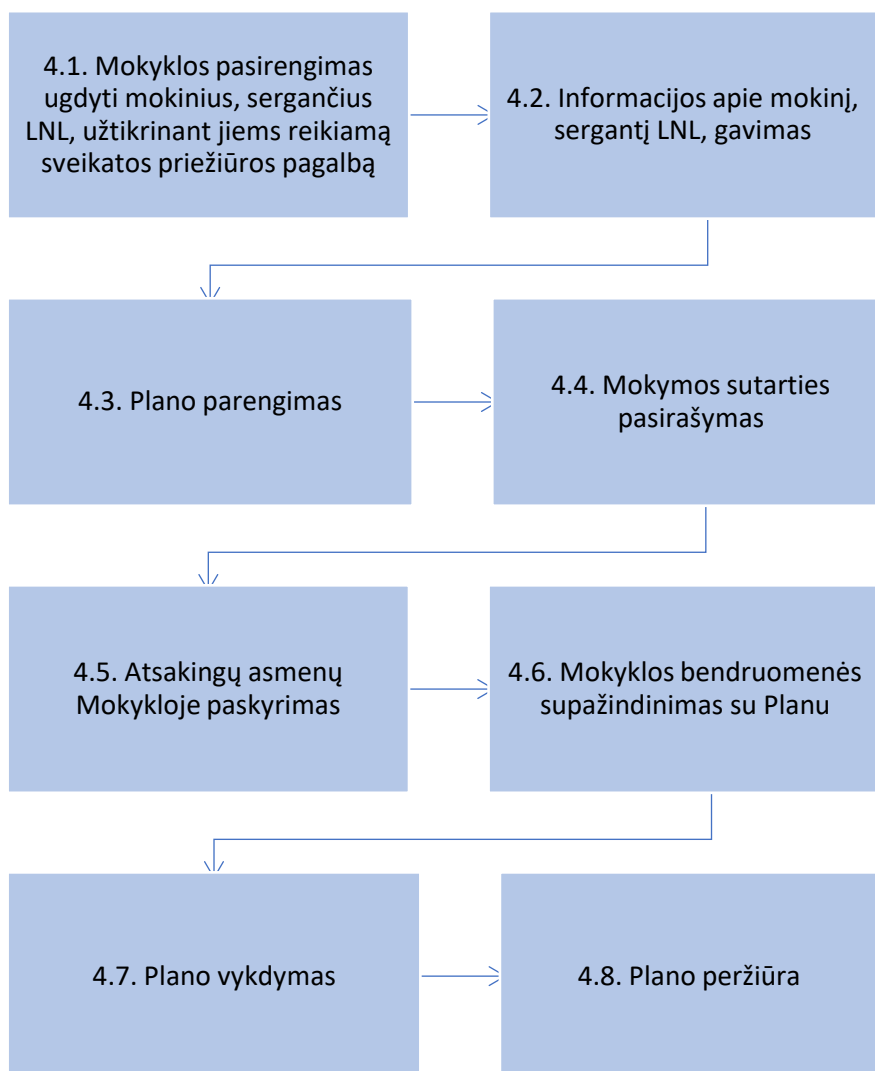 4.1. Mokyklos pasirengimas
ugdyti mokinius, sergančius
LNL, užtikrinant jiems reikiamą
sveikatos priežiūros pagalbą
4.2. Informacijos apie mokinį,
sergantį LNL, gavimas
4.3. Plano parengimas
4.4. Mokymos sutarties
pasirašymas
4.5. Atsakingų asmenų
Mokykloje paskyrimas
4.6. Mokyklos bendruomenės
supažindinimas su Planu
4.7. Plano vykdymas
4.8. Plano peržiūra